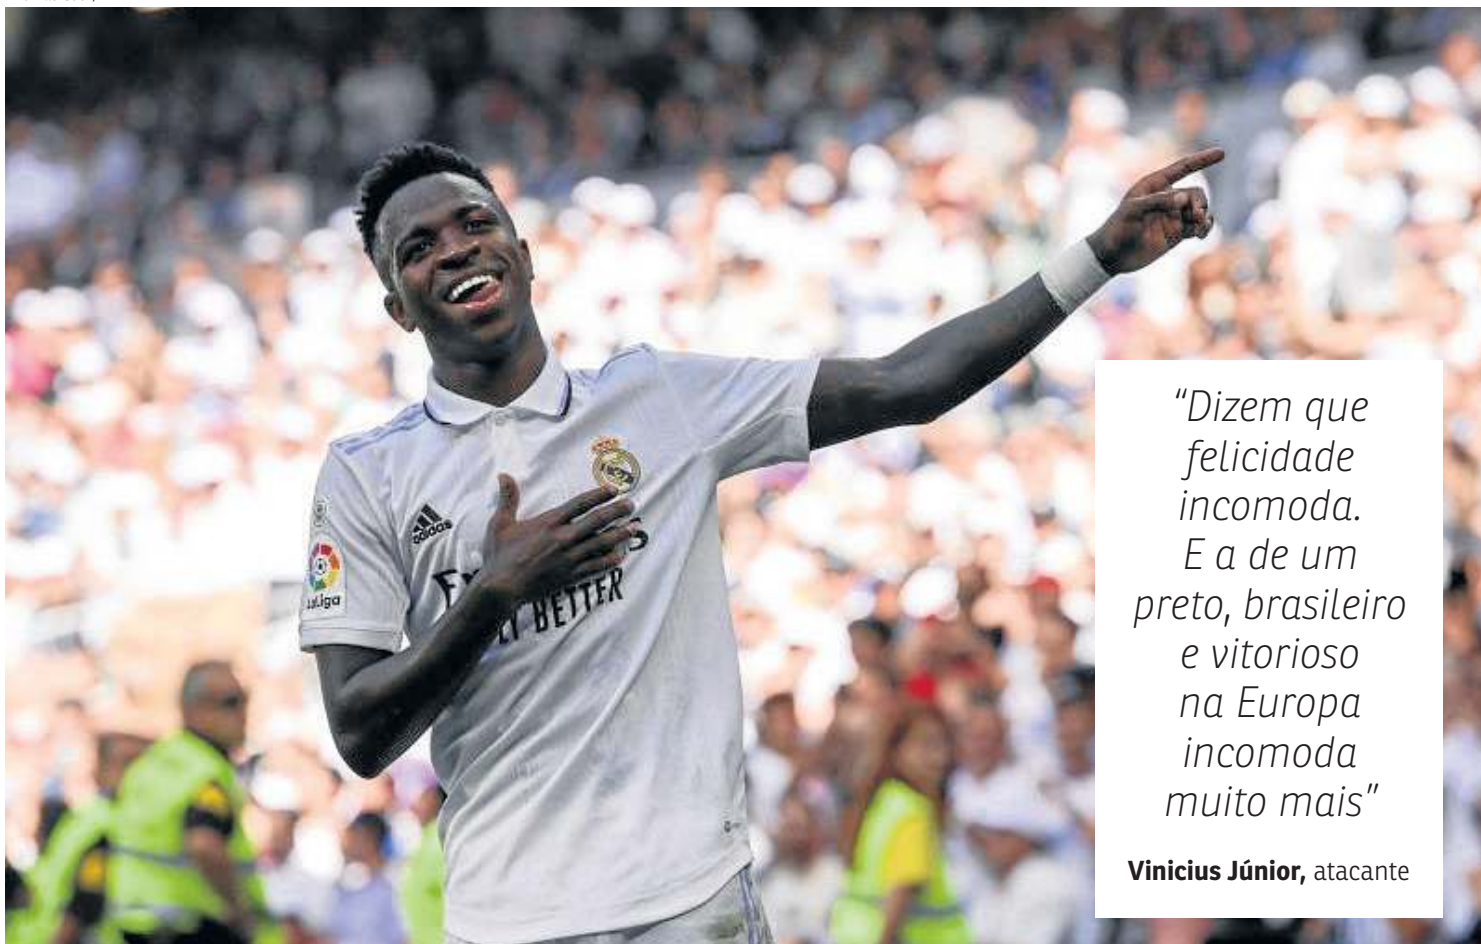 “Dizem que
felicidade
incomoda.
E a de um
preto, brasileiro
e vitorioso
na Europa
incomoda
muito mais”
Vinicius Júnior, atacante
adidas
LaLiga
BETTER